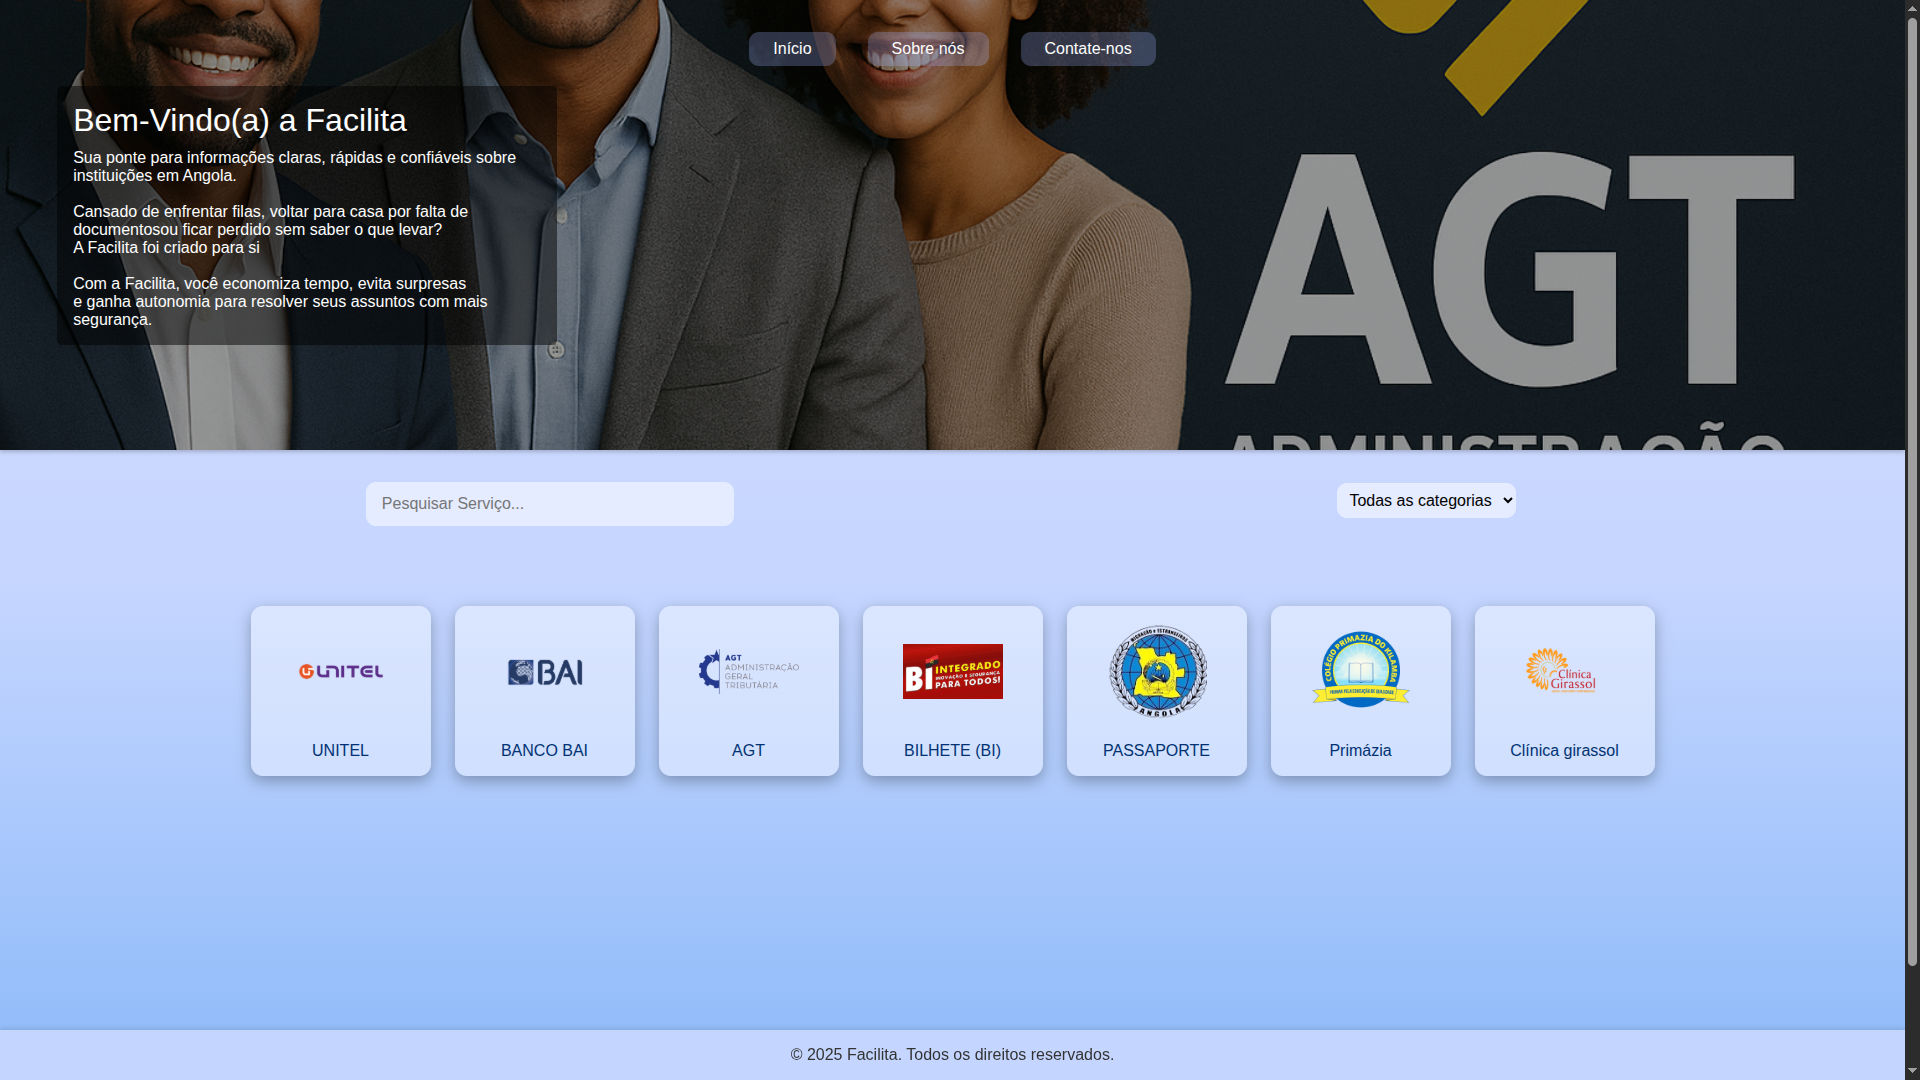 Início
Sobre nós
Contate-nos
Bem-Vindo(a) a Facilita
Sua ponte para informações claras, rápidas e confiáveis sobre
instituições em Angola.
Cansado de enfrentar filas, voltar para casa por falta de
documentosou ficar perdido sem saber o que levar?
A Facilita foi criado para si
Com a Facilita, você economiza tempo, evita surpresas
e ganha autonomia para resolver seus assuntos com mais
segurança.
AGT
ADMINISTRAÇÃO
Pesquisar Serviço...
Todas as categorias
UNITEL
UNITEL
BAI
BANCO BAI
AGT
ADMINISTRAÇÃO
GERAL
TRIBUTÁRIA
AGT
BI INTEGRADO
INOVAÇÃO E SEGURANÇA
PARA TODOS!
BILHETE (BI)
MIGRAÇÃO E ESTRANGEIROS
ANGOLA
PASSAPORTE
COLÉGIO PRIMAZIA DO KILAMBA
Primázia
Clínica
Girassol
Clínica girassol
© 2025 Facilita. Todos os direitos reservados.